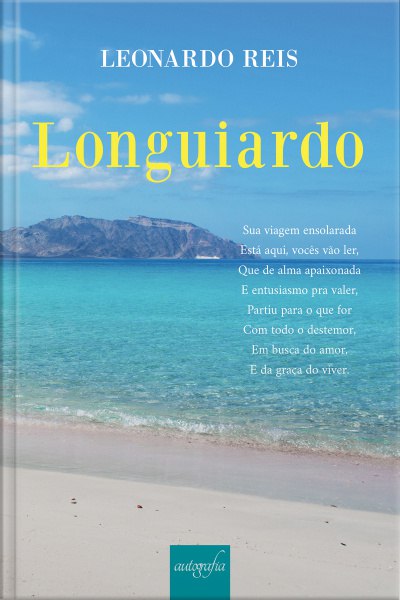 LEONARDO REIS
Longuiardo
Sua viagem ensolarada
Está aqui, vocês vão ler,
Que de alma apaixonada
E entusiasmo pra valer,
Partiu para o que for
Com todo o destemor,
Em busca do amor,
E da graça do viver.
autografia